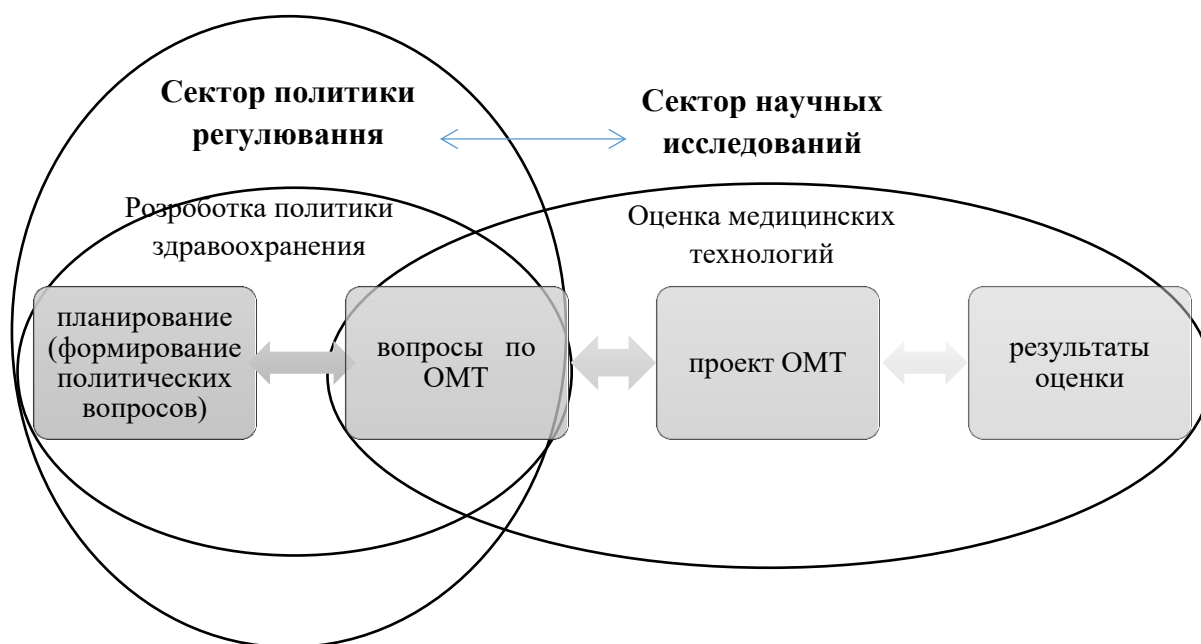 Сектор политики
регулювання
Сектор научных
исследований
Розроботка политики
здравоохранения
Оценка медицинских
технологий
планирование
(формирование
политических
вопросов)
вопросы по
ОМТ
проект ОМТ
результаты
оценки